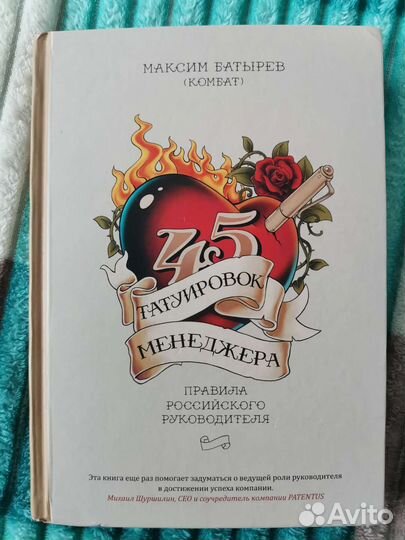 МАКСИМ БАТЫРЕВ
(КОМБАТ)
45
ТАТУИРОВОК
МЕНЕДЖЕРА
ПРАВИЛА
РОССИЙСКОГО
РУКОВОДИТЕЛЯ
Эта книга еще раз помогает задуматься о ведущей роли руководителя
в достижении успеха компании.
Михаил Шуршилин, CEO и соучредитель компании PATENTUS
Avito